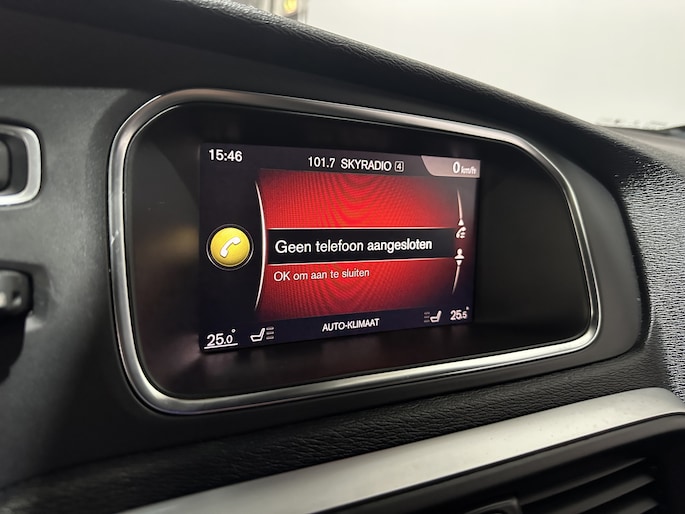 15:46
101.7 SKYRADIO 4
0 km/h
Geen telefoon aangesloten
OK om aan te sluiten
25.0°
AUTO-KLIMAAT
25.5°